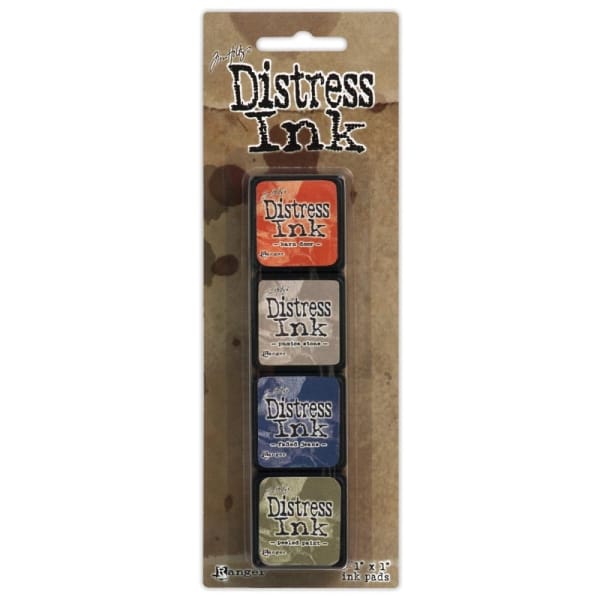 Tim Holtz
Distress
Ink
Distress
Ink
- barn door -
Ranger
Distress
Ink
- pumice stone -
Ranger
Distress
Ink
- faded jeans -
Ranger
Distress
Ink
- peeled paint -
Ranger
Ranger
1" x 1"
ink pads